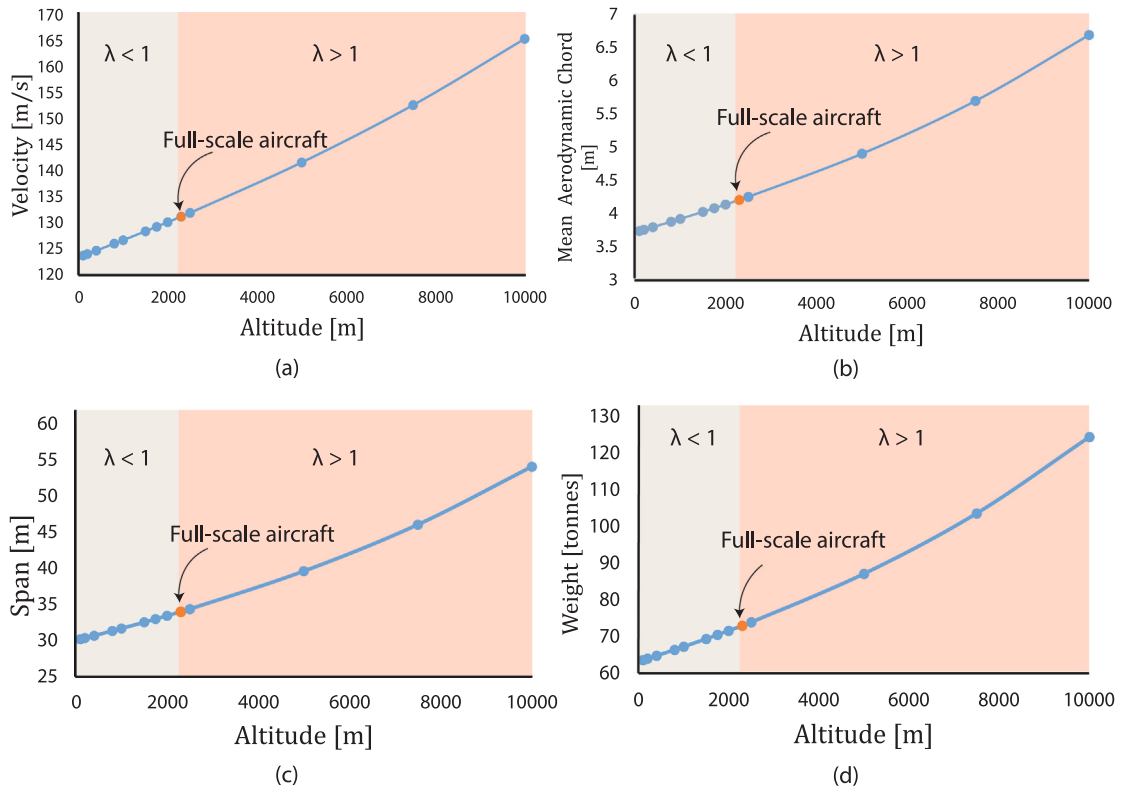 170
165
160
155
150
145
140
135
130
125
120
Velocity [m/s]
λ < 1
λ > 1
Full-scale aircraft
0
2000
4000
6000
8000
10000
Altitude [m]
(a)
7
6.5
6
5.5
5
4.5
4
3.5
3
Mean Aerodynamic Chord
[m]
λ < 1
λ > 1
Full-scale aircraft
0
2000
4000
6000
8000
10000
Altitude [m]
(b)
60
55
50
45
40
35
30
25
Span [m]
λ < 1
λ > 1
Full-scale aircraft
0
2000
4000
6000
8000
10000
Altitude [m]
(c)
130
120
110
100
90
80
70
60
Weight [tonnes]
λ < 1
λ > 1
Full-scale aircraft
0
2000
4000
6000
8000
10000
Altitude [m]
(d)